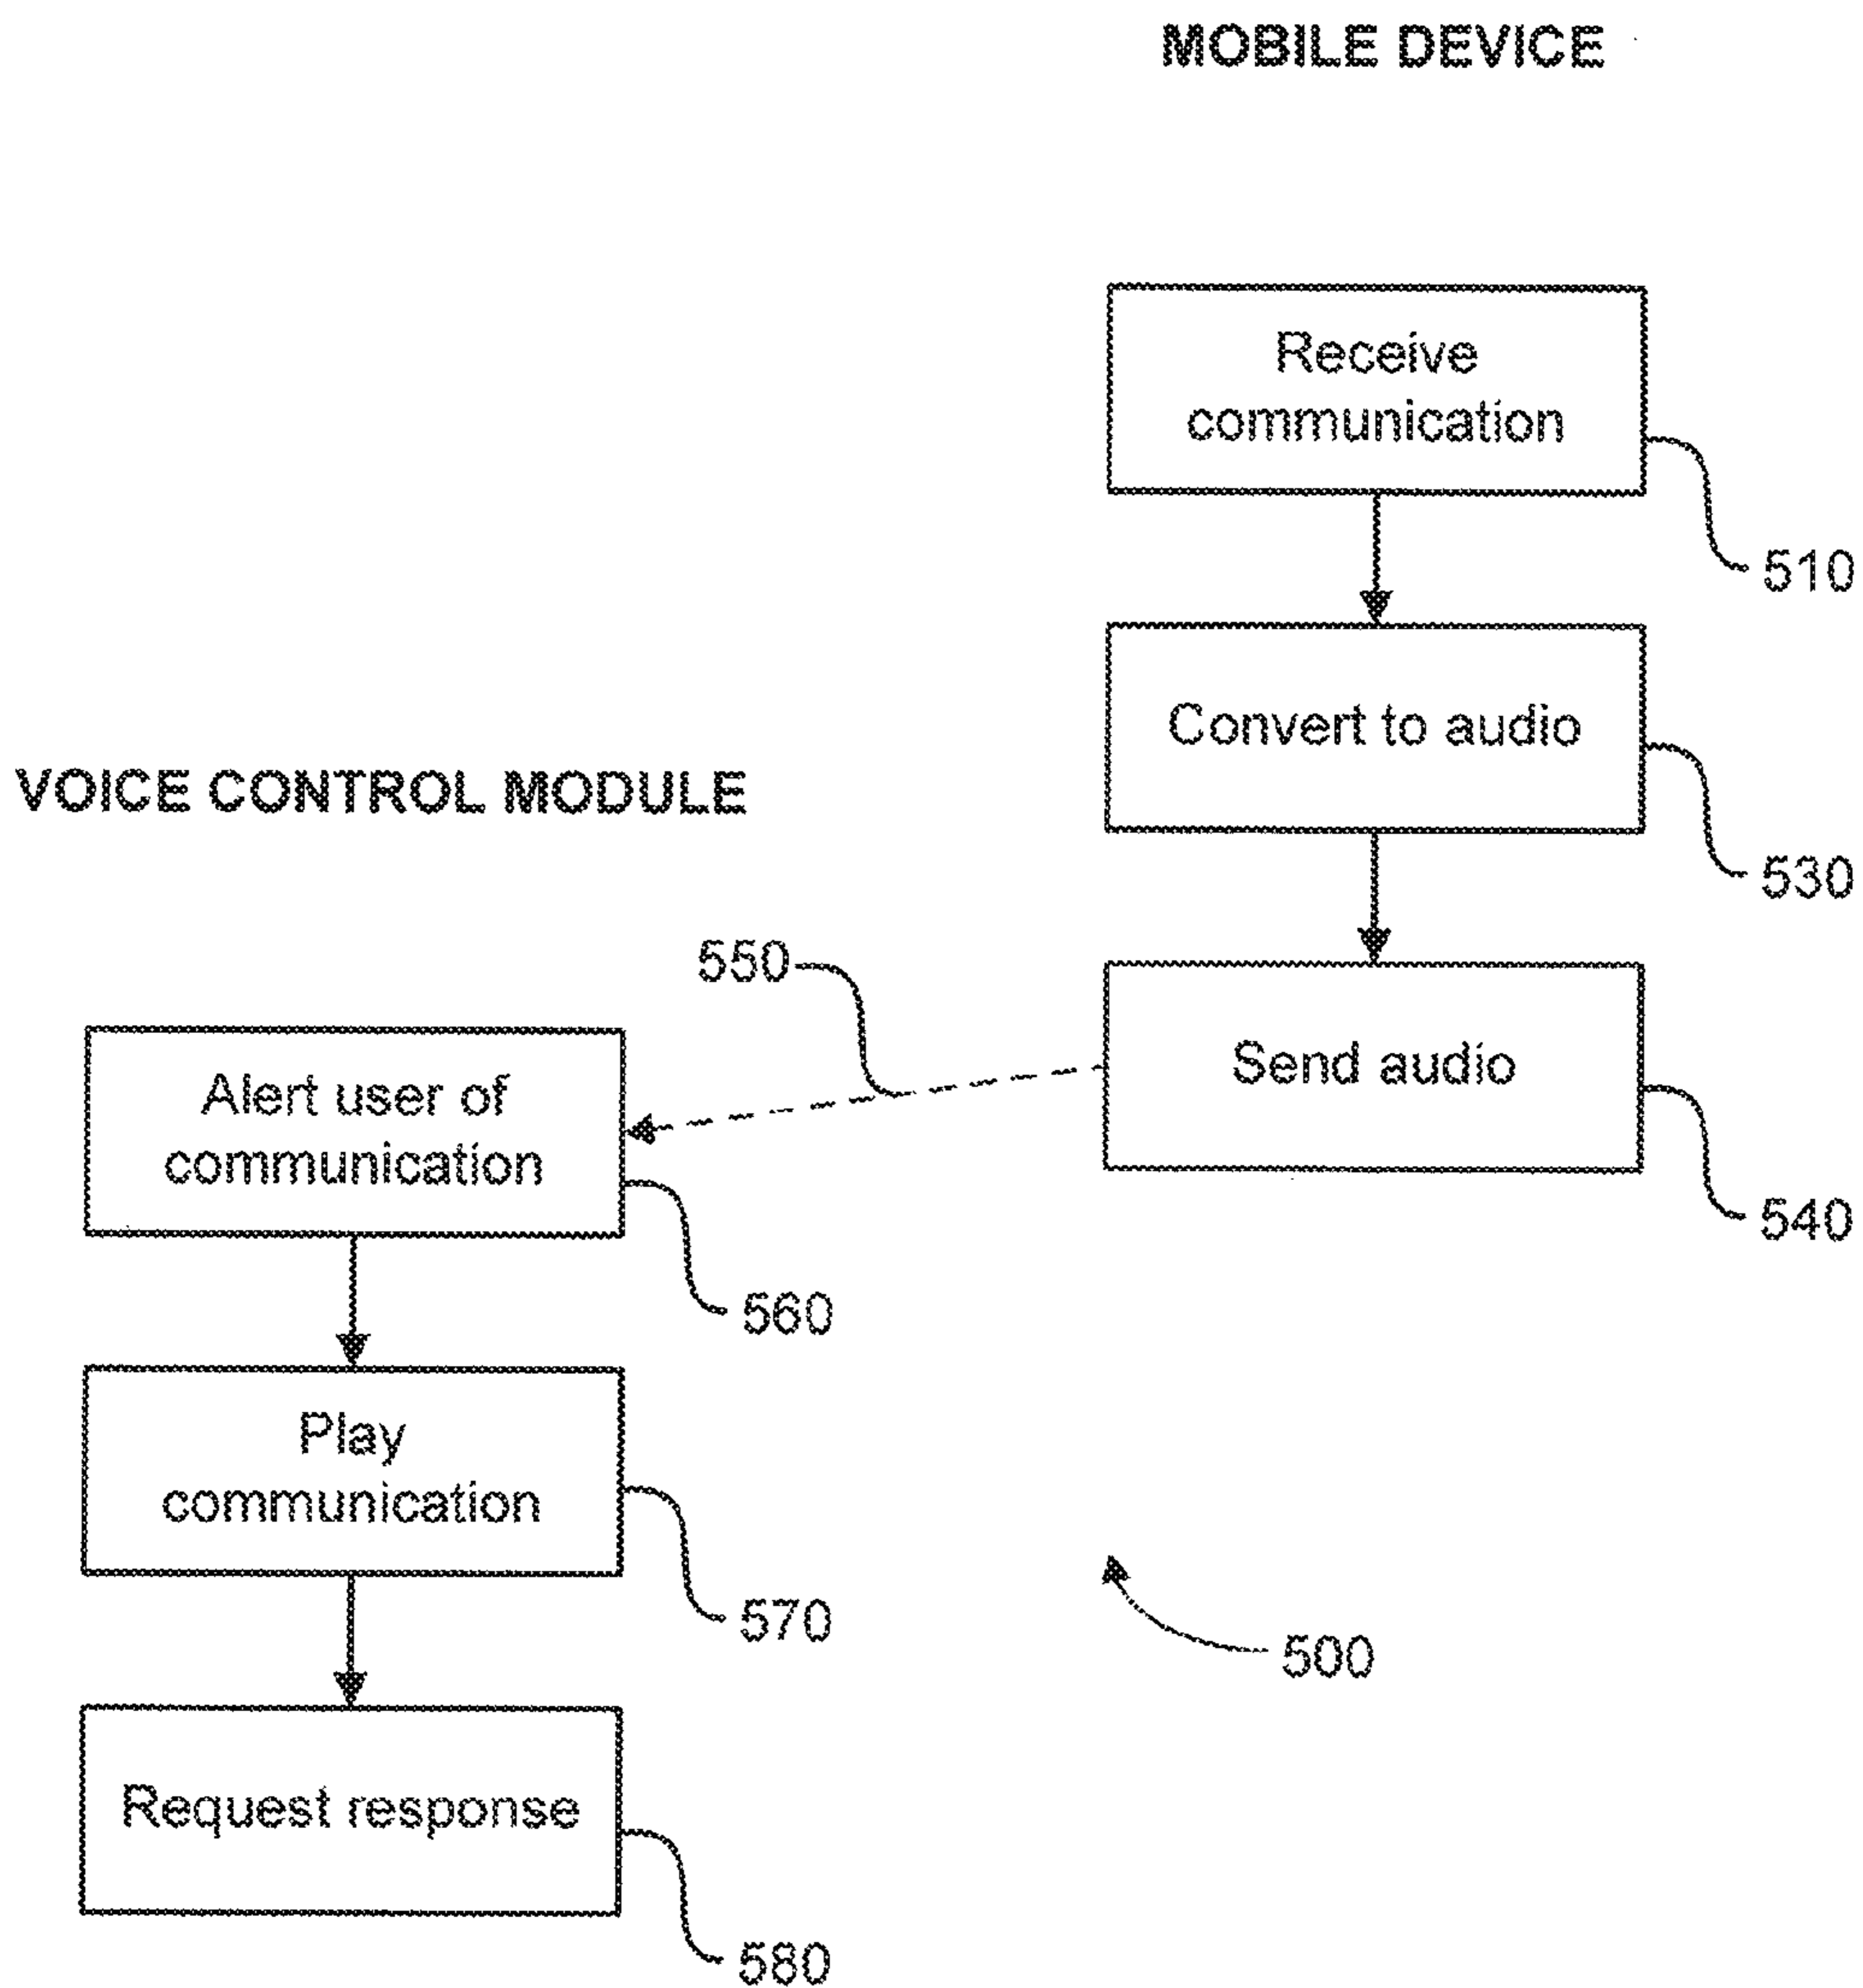 MOBILE DEVICE
Receive
communication
510
Convert to audio
530
VOICE CONTROL MODULE
550
Send audio
540
Alert user of
communication
560
Play
communication
570
500
Request response
580